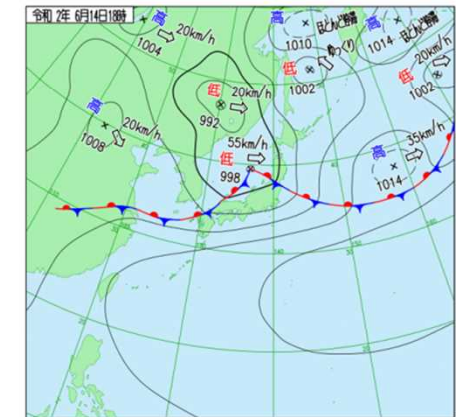 令和 2年 6月14日18時
高
20km/h
1004
高
1010
ほとんど停滞
高
1014
ほとんど停滞
ゆっくり
低
1002
低
20km/h
1002
低
20km/h
992
高
20km/h
1008
低
55km/h
998
高
35km/h
1014